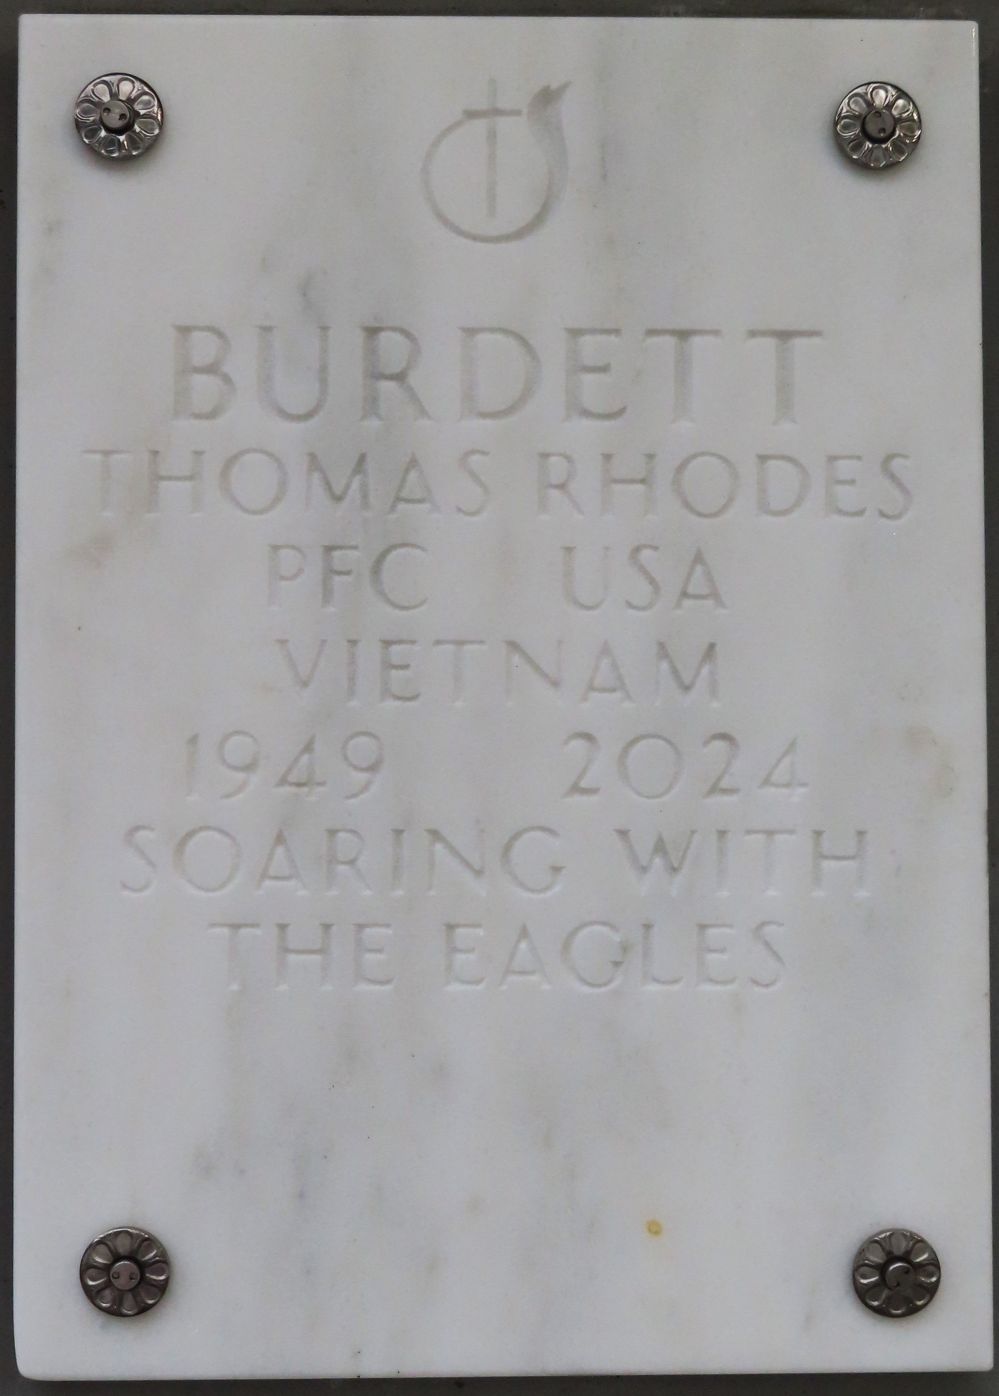 BURDETT
THOMAS RHODES
PFC USA
VIETNAM
1949 2024
SOARING WITH
THE EAGLES